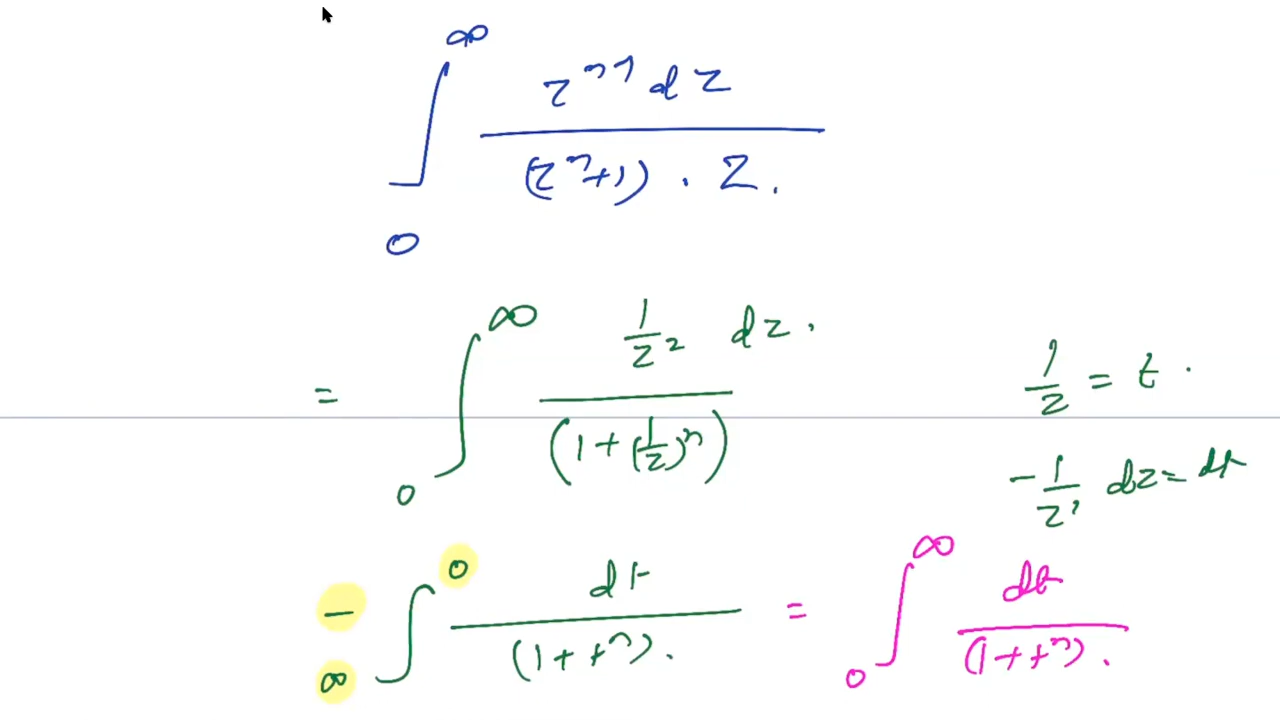 ∫₀^∞ z^{n-1} dz / (z^n+1) . z .
= ∫₀^∞ 1/z² dz . / (1 + (1/z)^n)
1/z = t .
- 1/z² dz = dt
- ∫_∞^0 dt / (1 + t^n) . = ∫₀^∞ dt / (1 + t^n) .